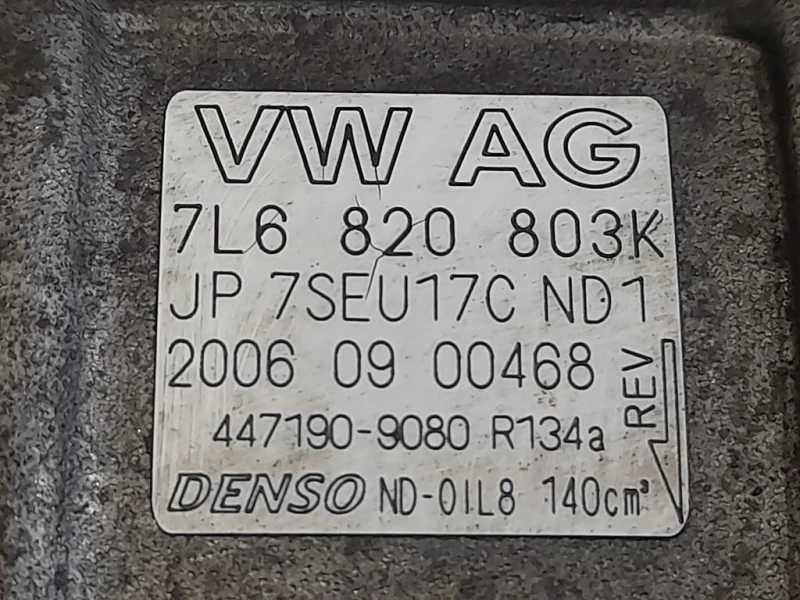 VW AG
7L6 820 803K
JP 7SEU17C ND1
2006 09 00468
REV
447190-9080 R134a
DENSO ND-OIL8 140cm³